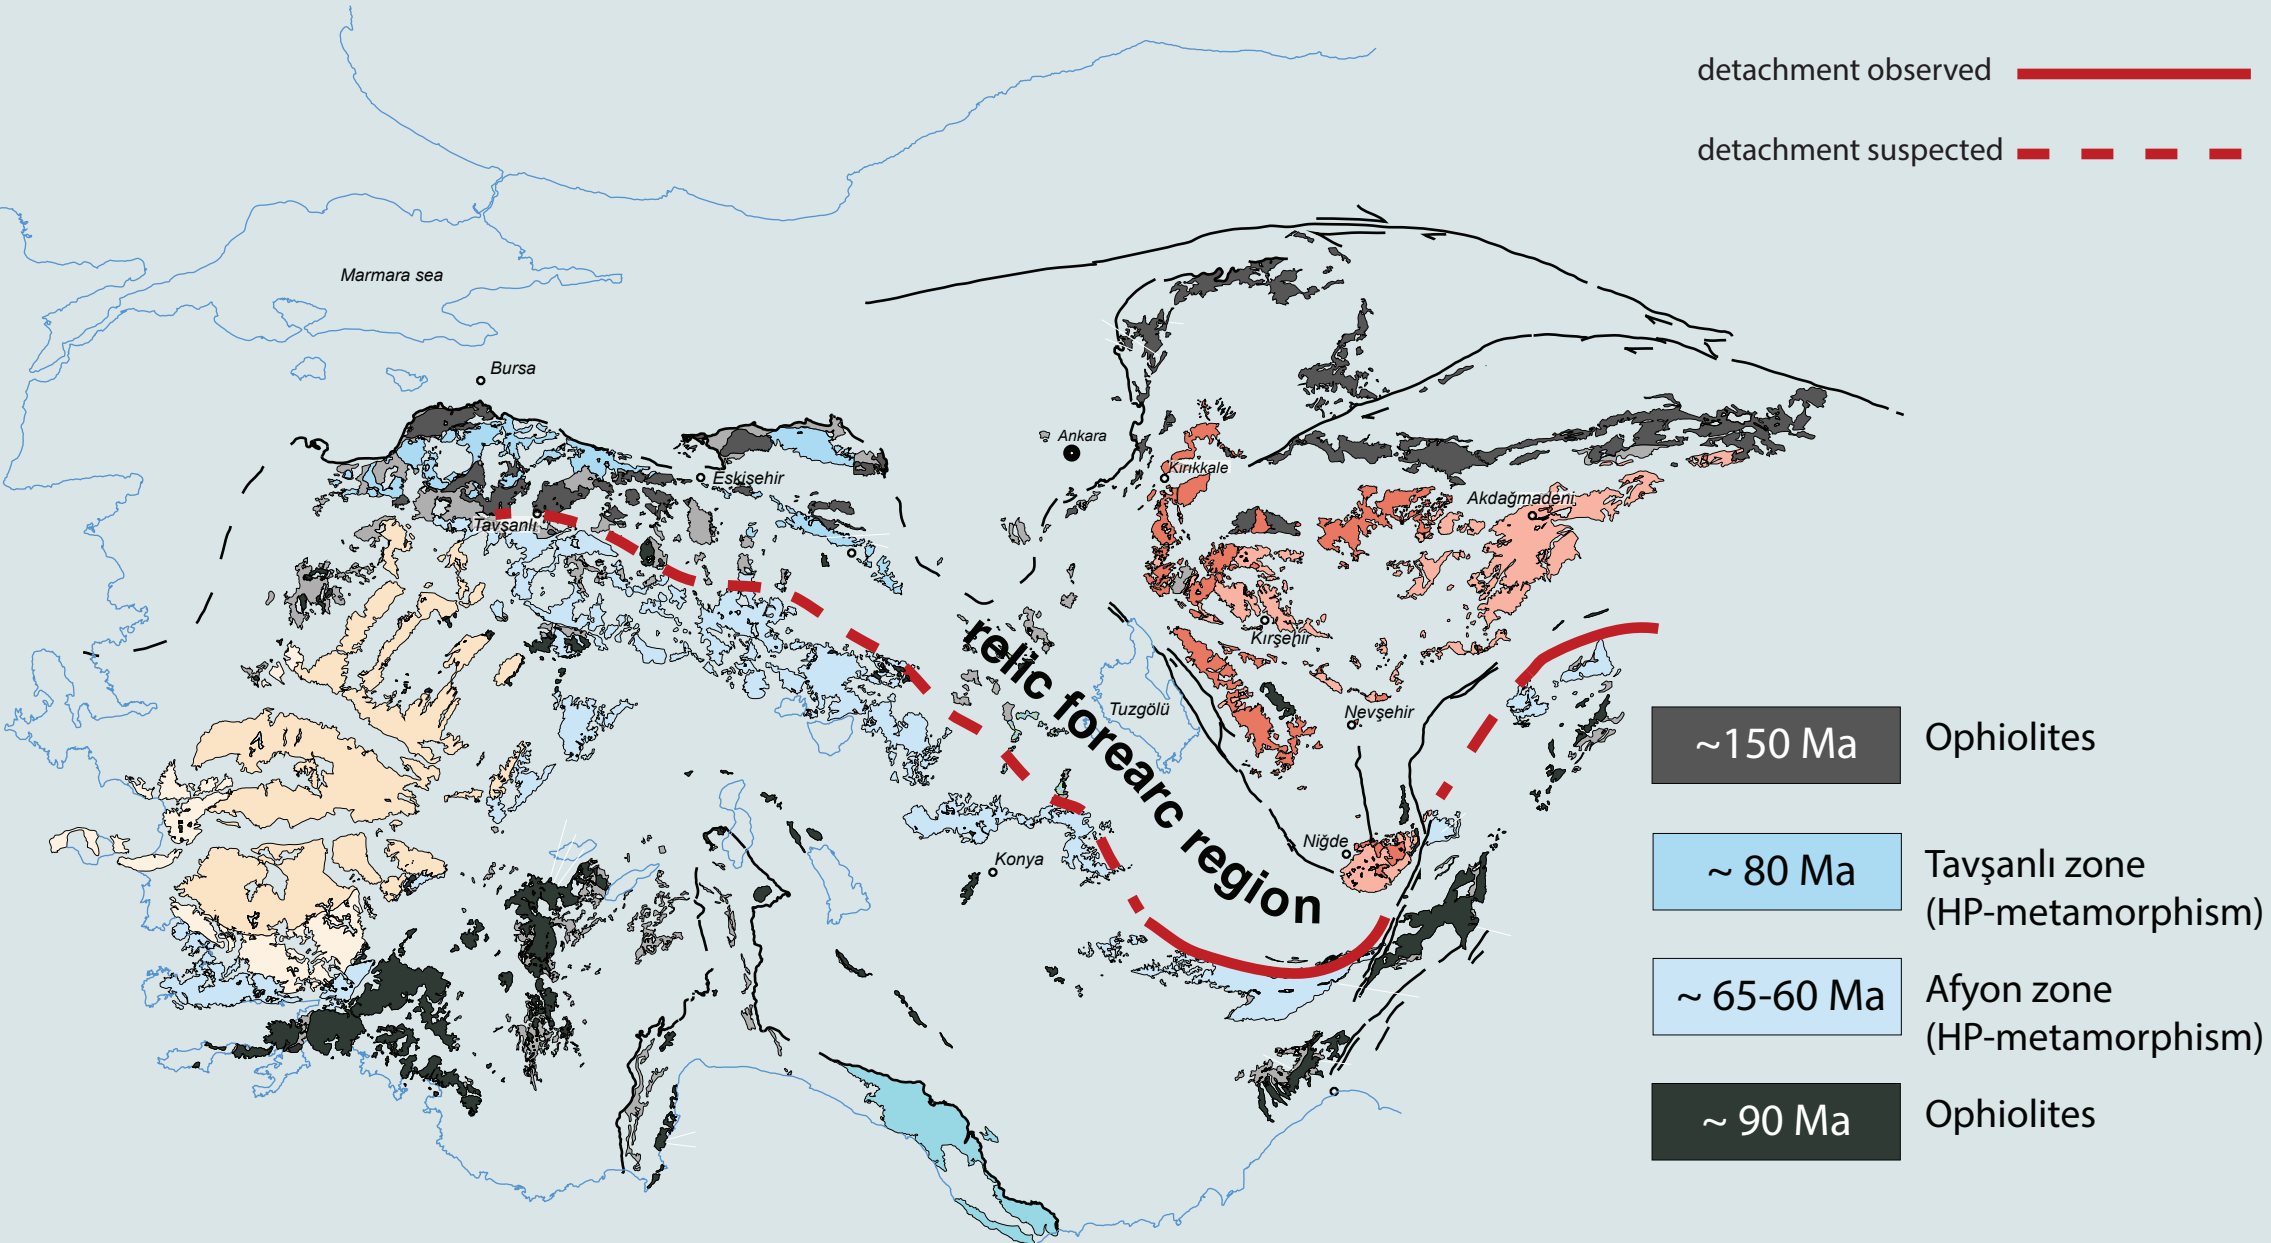 detachment observed
detachment suspected
Marmara sea
Bursa
Ankara
Eskişehir
Kırıkkale
Akdağmadeni
Tavşanlı
Kırşehir
relic forearc region
Tuzgölü
Nevşehir
Niğde
Konya
~150 Ma Ophiolites
~ 80 Ma Tavşanlı zone
(HP-metamorphism)
~ 65-60 Ma Afyon zone
(HP-metamorphism)
~ 90 Ma Ophiolites